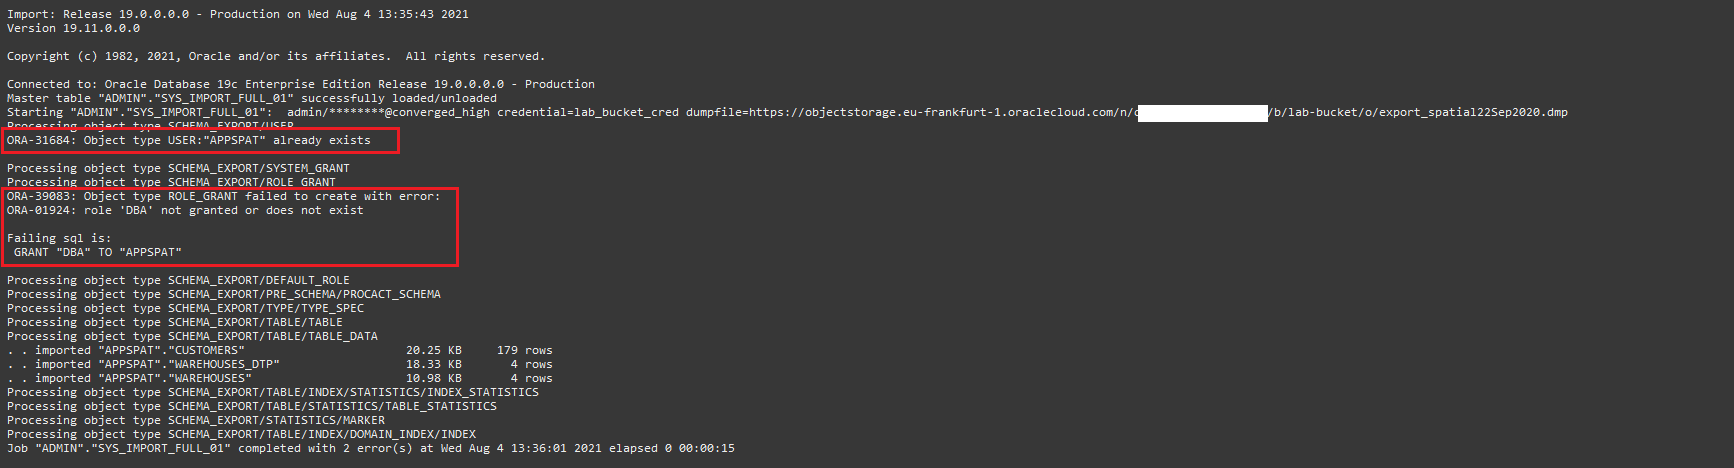 Import: Release 19.0.0.0.0 - Production on Wed Aug 4 13:35:43 2021
Version 19.11.0.0.0
Copyright (c) 1982, 2021, Oracle and/or its affiliates.  All rights reserved.
Connected to: Oracle Database 19c Enterprise Edition Release 19.0.0.0.0 - Production
Master table "ADMIN"."SYS_IMPORT_FULL_01" successfully loaded/unloaded
Starting "ADMIN"."SYS_IMPORT_FULL_01":  admin/********@converged_high credential=lab_bucket_cred dumpfile=https://objectstorage.eu-frankfurt-1.oraclecloud.com/n/c /b/lab-bucket/o/export_spatial22Sep2020.dmp
Processing object type SCHEMA_EXPORT/USER
ORA-31684: Object type USER:"APPSPAT" already exists
Processing object type SCHEMA_EXPORT/SYSTEM_GRANT
Processing object type SCHEMA_EXPORT/ROLE_GRANT
ORA-39083: Object type ROLE_GRANT failed to create with error:
ORA-01924: role 'DBA' not granted or does not exist
Failing sql is:
 GRANT "DBA" TO "APPSPAT"
Processing object type SCHEMA_EXPORT/DEFAULT_ROLE
Processing object type SCHEMA_EXPORT/PRE_SCHEMA/PROCACT_SCHEMA
Processing object type SCHEMA_EXPORT/TYPE/TYPE_SPEC
Processing object type SCHEMA_EXPORT/TABLE/TABLE
Processing object type SCHEMA_EXPORT/TABLE/TABLE_DATA
. . imported "APPSPAT"."CUSTOMERS"                       20.25 KB     179 rows
. . imported "APPSPAT"."WAREHOUSES_DTP"                  18.33 KB       4 rows
. . imported "APPSPAT"."WAREHOUSES"                      10.98 KB       4 rows
Processing object type SCHEMA_EXPORT/TABLE/INDEX/STATISTICS/INDEX_STATISTICS
Processing object type SCHEMA_EXPORT/TABLE/STATISTICS/TABLE_STATISTICS
Processing object type SCHEMA_EXPORT/STATISTICS/MARKER
Processing object type SCHEMA_EXPORT/TABLE/INDEX/DOMAIN_INDEX/INDEX
Job "ADMIN"."SYS_IMPORT_FULL_01" completed with 2 error(s) at Wed Aug 4 13:36:01 2021 elapsed 0 00:00:15